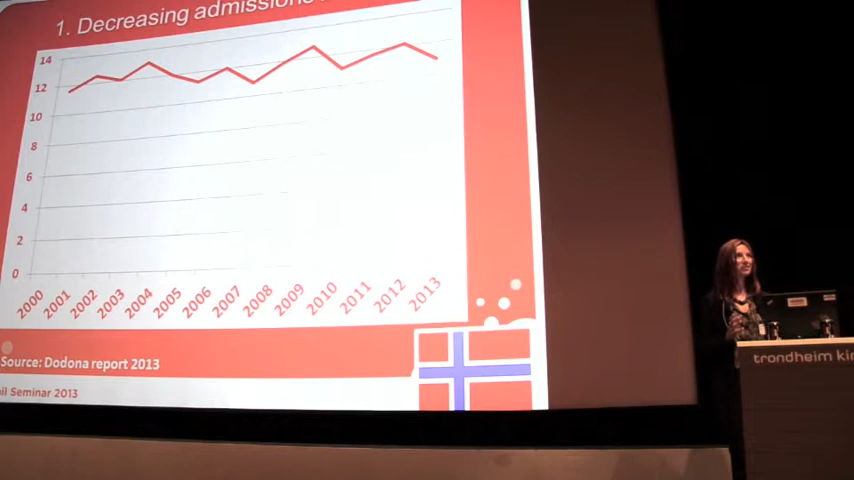 1. Decreasing admissions
14
12
10
8
6
4
2
0
2000 2001 2002 2003 2004 2005 2006 2007 2008 2009 2010 2011 2012 2013
Source: Dodona report 2013
Seminar 2013
trondheim